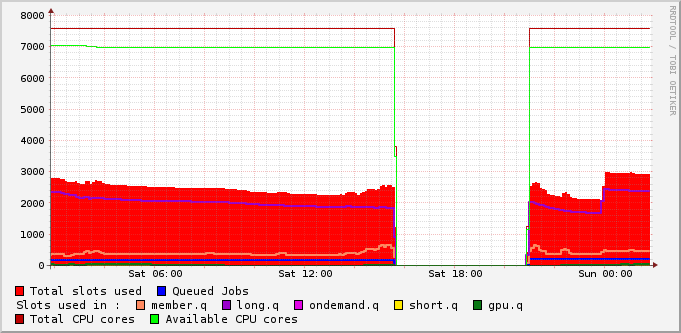 8000
7000
6000
5000
4000
3000
2000
1000
0
Sat 06:00 Sat 12:00 Sat 18:00 Sun 00:00
Total slots used Queued Jobs
Slots used in : member.q long.q ondemand.q short.q gpu.q
Total CPU cores Available CPU cores
RRDTOOL / TOBI OETIKER